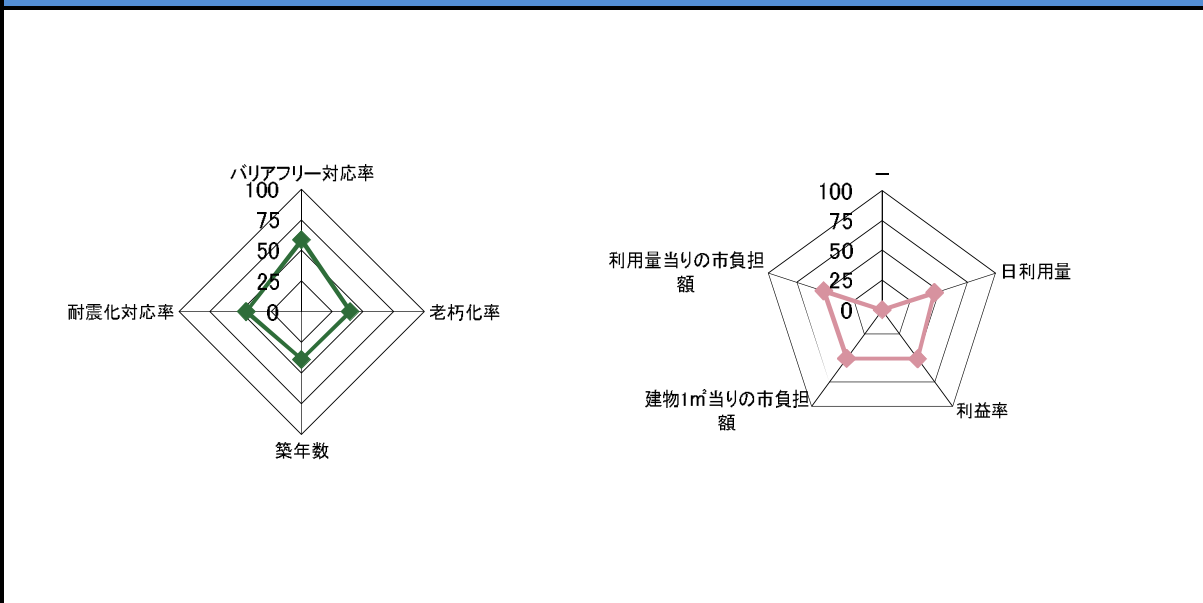 バリアフリー対応率
100
75
50
25
0
耐震化対応率
老朽化率
築年数
－
100
75
50
25
0
利用量当りの市負担
額
日利用量
建物1㎡当りの市負担
額
利益率